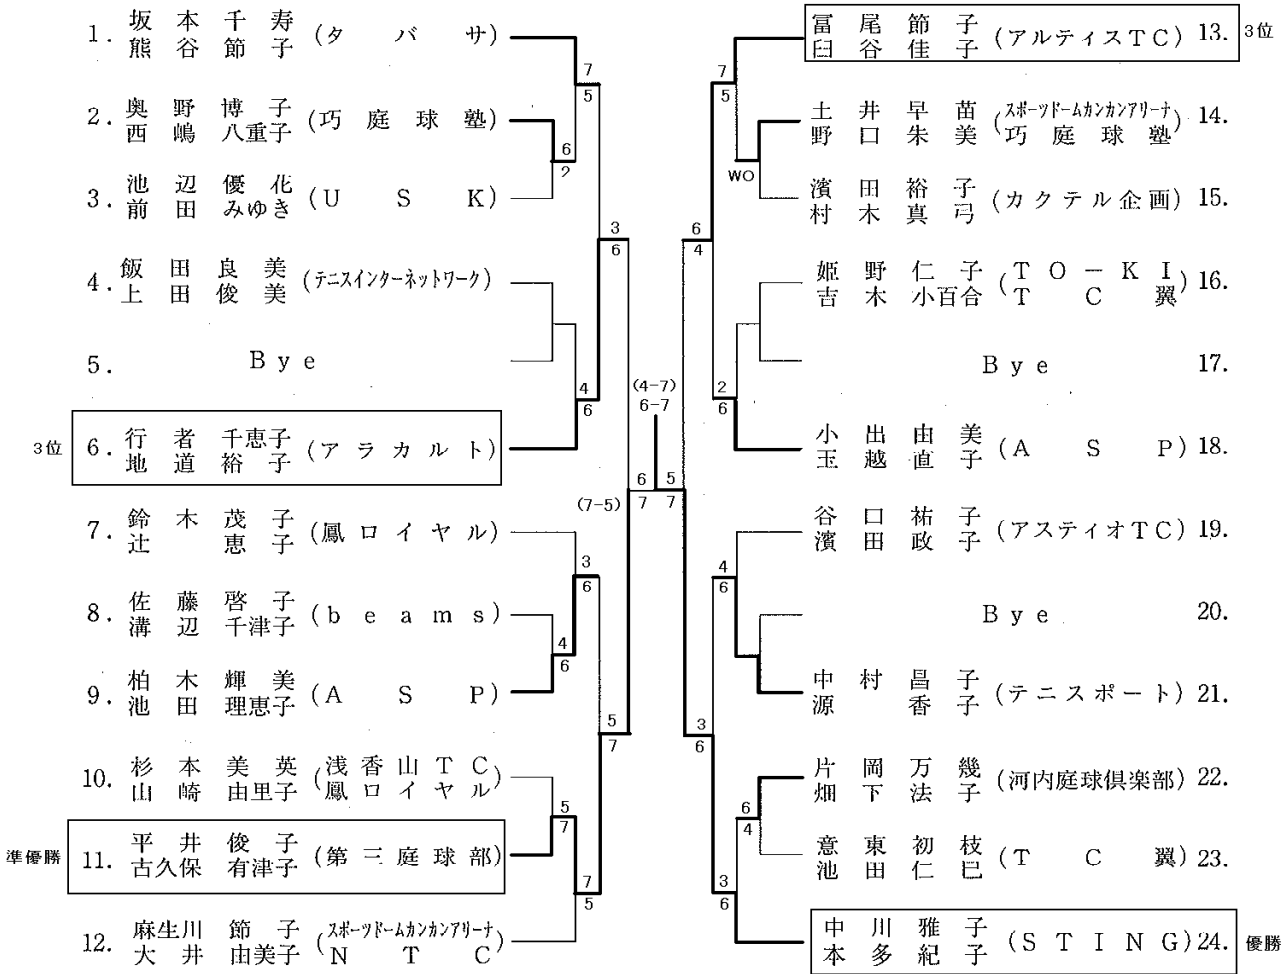 1. 坂本千寿 (タバサ)
熊谷節子
7
5
2. 奥野博子 (巧庭球塾)
西嶋八重子
6
2
3. 池辺優花 (USK)
前田みゆき
3
6
4. 飯田良美 (テニスインターネットワーク)
上田俊美
5. Bye
4
6
3位 6. 行者千恵子 (アラカルト)
地道裕子
(7-5)
6
7
7. 鈴木茂子 (鳳ロイヤル)
辻恵子
3
6
8. 佐藤啓子 (beams)
溝辺千津子
4
6
9. 柏木輝美 (ASP)
池田理恵子
5
7
10. 杉本美英 (浅香山TC
山崎由里子 鳳ロイヤル)
5
7
準優勝 11. 平井俊子 (第三庭球部)
古久保有津子
7
5
12. 麻生川節子 (スポーツドームカンカンアリーナ
大井由美子 NTC)
(4-7)
6-7
冨尾節子 (アルティスTC) 13. 3位
臼谷佳子
7
5
土井早苗 (スポーツドームカンカンアリーナ 14.
野口朱美 巧庭球塾)
WO
濱田裕子 (カクテル企画) 15.
村木真弓
6
4
姫野仁子 (TO-KI 16.
吉木小百合 TC翼)
Bye 17.
2
6
小出由美 (ASP) 18.
玉越直子
5
7
谷口祐子 (アスティオTC) 19.
濱田政子
4
6
Bye 20.
中村昌子 (テニスポート) 21.
源香子
3
6
片岡万幾 (河内庭球倶楽部) 22.
畑下法子
6
4
意東初枝 (TC翼) 23.
池田仁巳
3
6
中川雅子 (STING) 24. 優勝
本多紀子